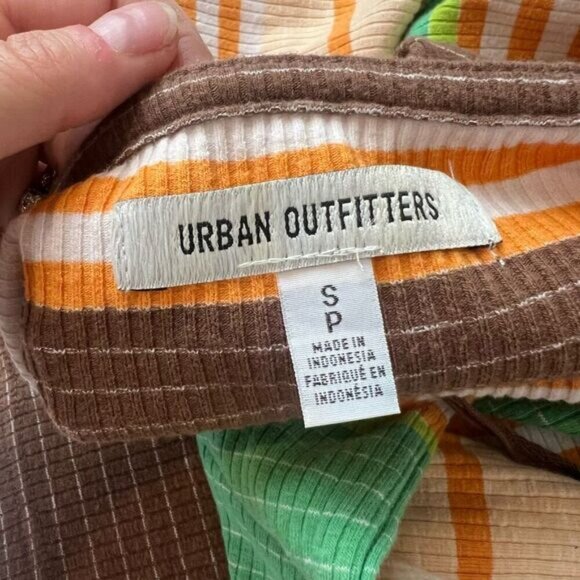 URBAN OUTFITTERS
S
P
MADE IN
INDONESIA
FABRIQUÉ EN
INDONÉSIA